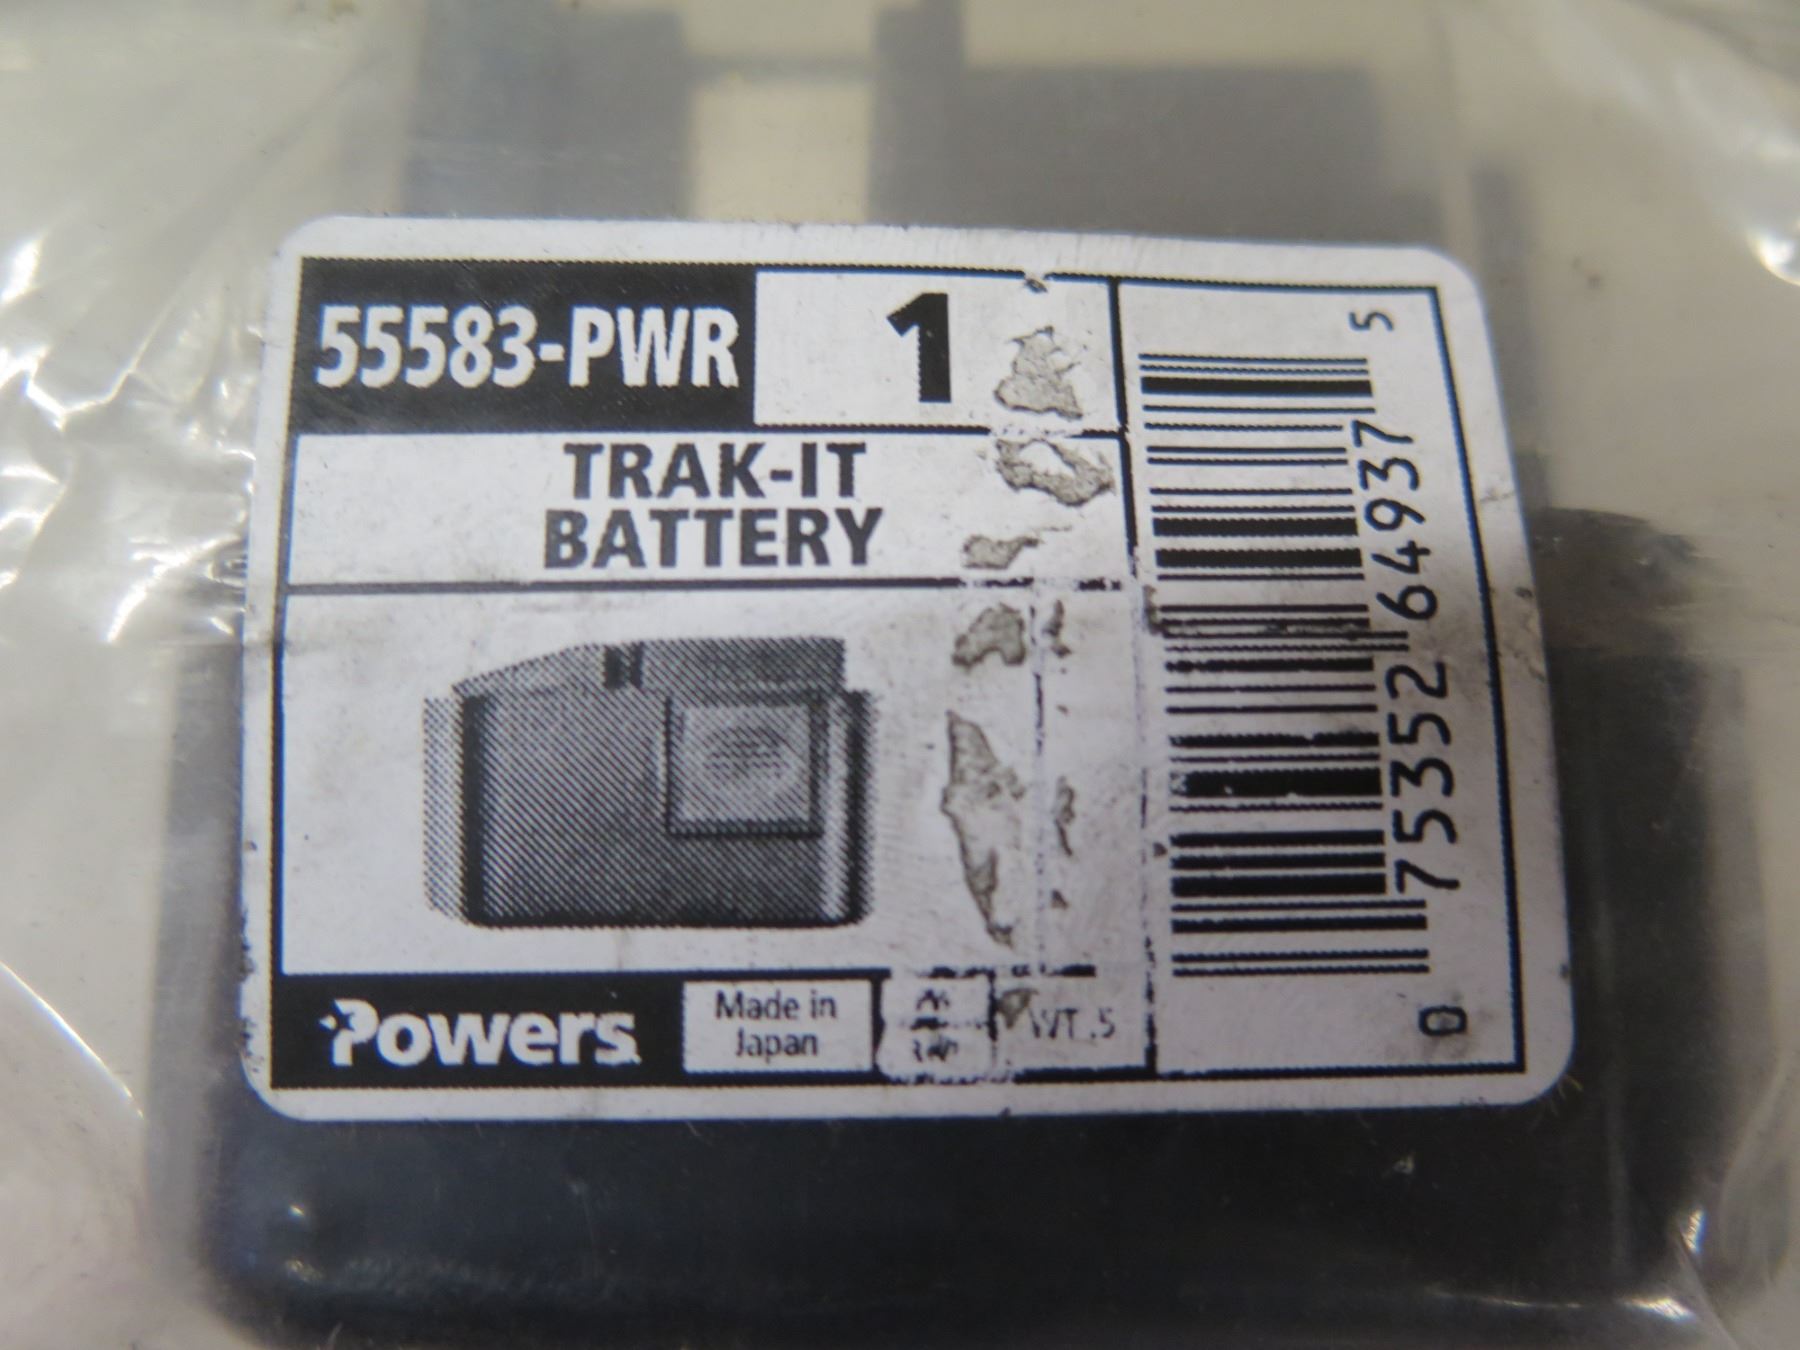 55583-PWR
1
TRAK-IT
BATTERY
Powers
Made in
Japan
WT .5
0 75352 64937 5